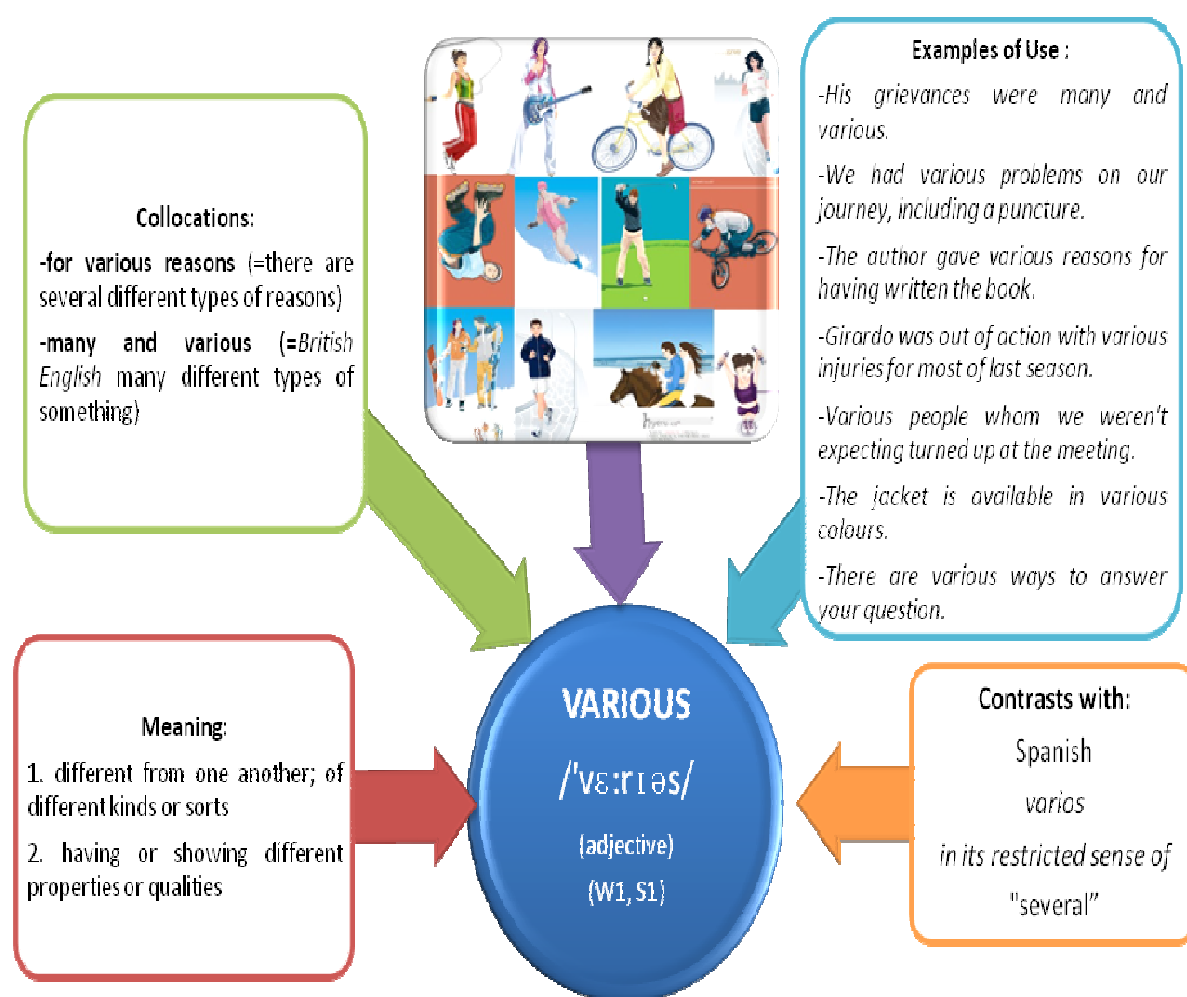 Collocations:
-for various reasons (=there are
several different types of reasons)
-many and various (=British
English many different types of
something)
Examples of Use :
-His grievances were many and
various.
-We had various problems on our
journey, including a puncture.
-The author gave various reasons for
having written the book.
-Girardo was out of action with various
injuries for most of last season.
-Various people whom we weren't
expecting turned up at the meeting.
-The jacket is available in various
colours.
-There are various ways to answer
your question.
Meaning:
1. different from one another; of
different kinds or sorts
2. having or showing different
properties or qualities
VARIOUS
/'vɛ:rɪəs/
(adjective)
(W1, S1)
Contrasts with:
Spanish
varios
in its restricted sense of
"several”